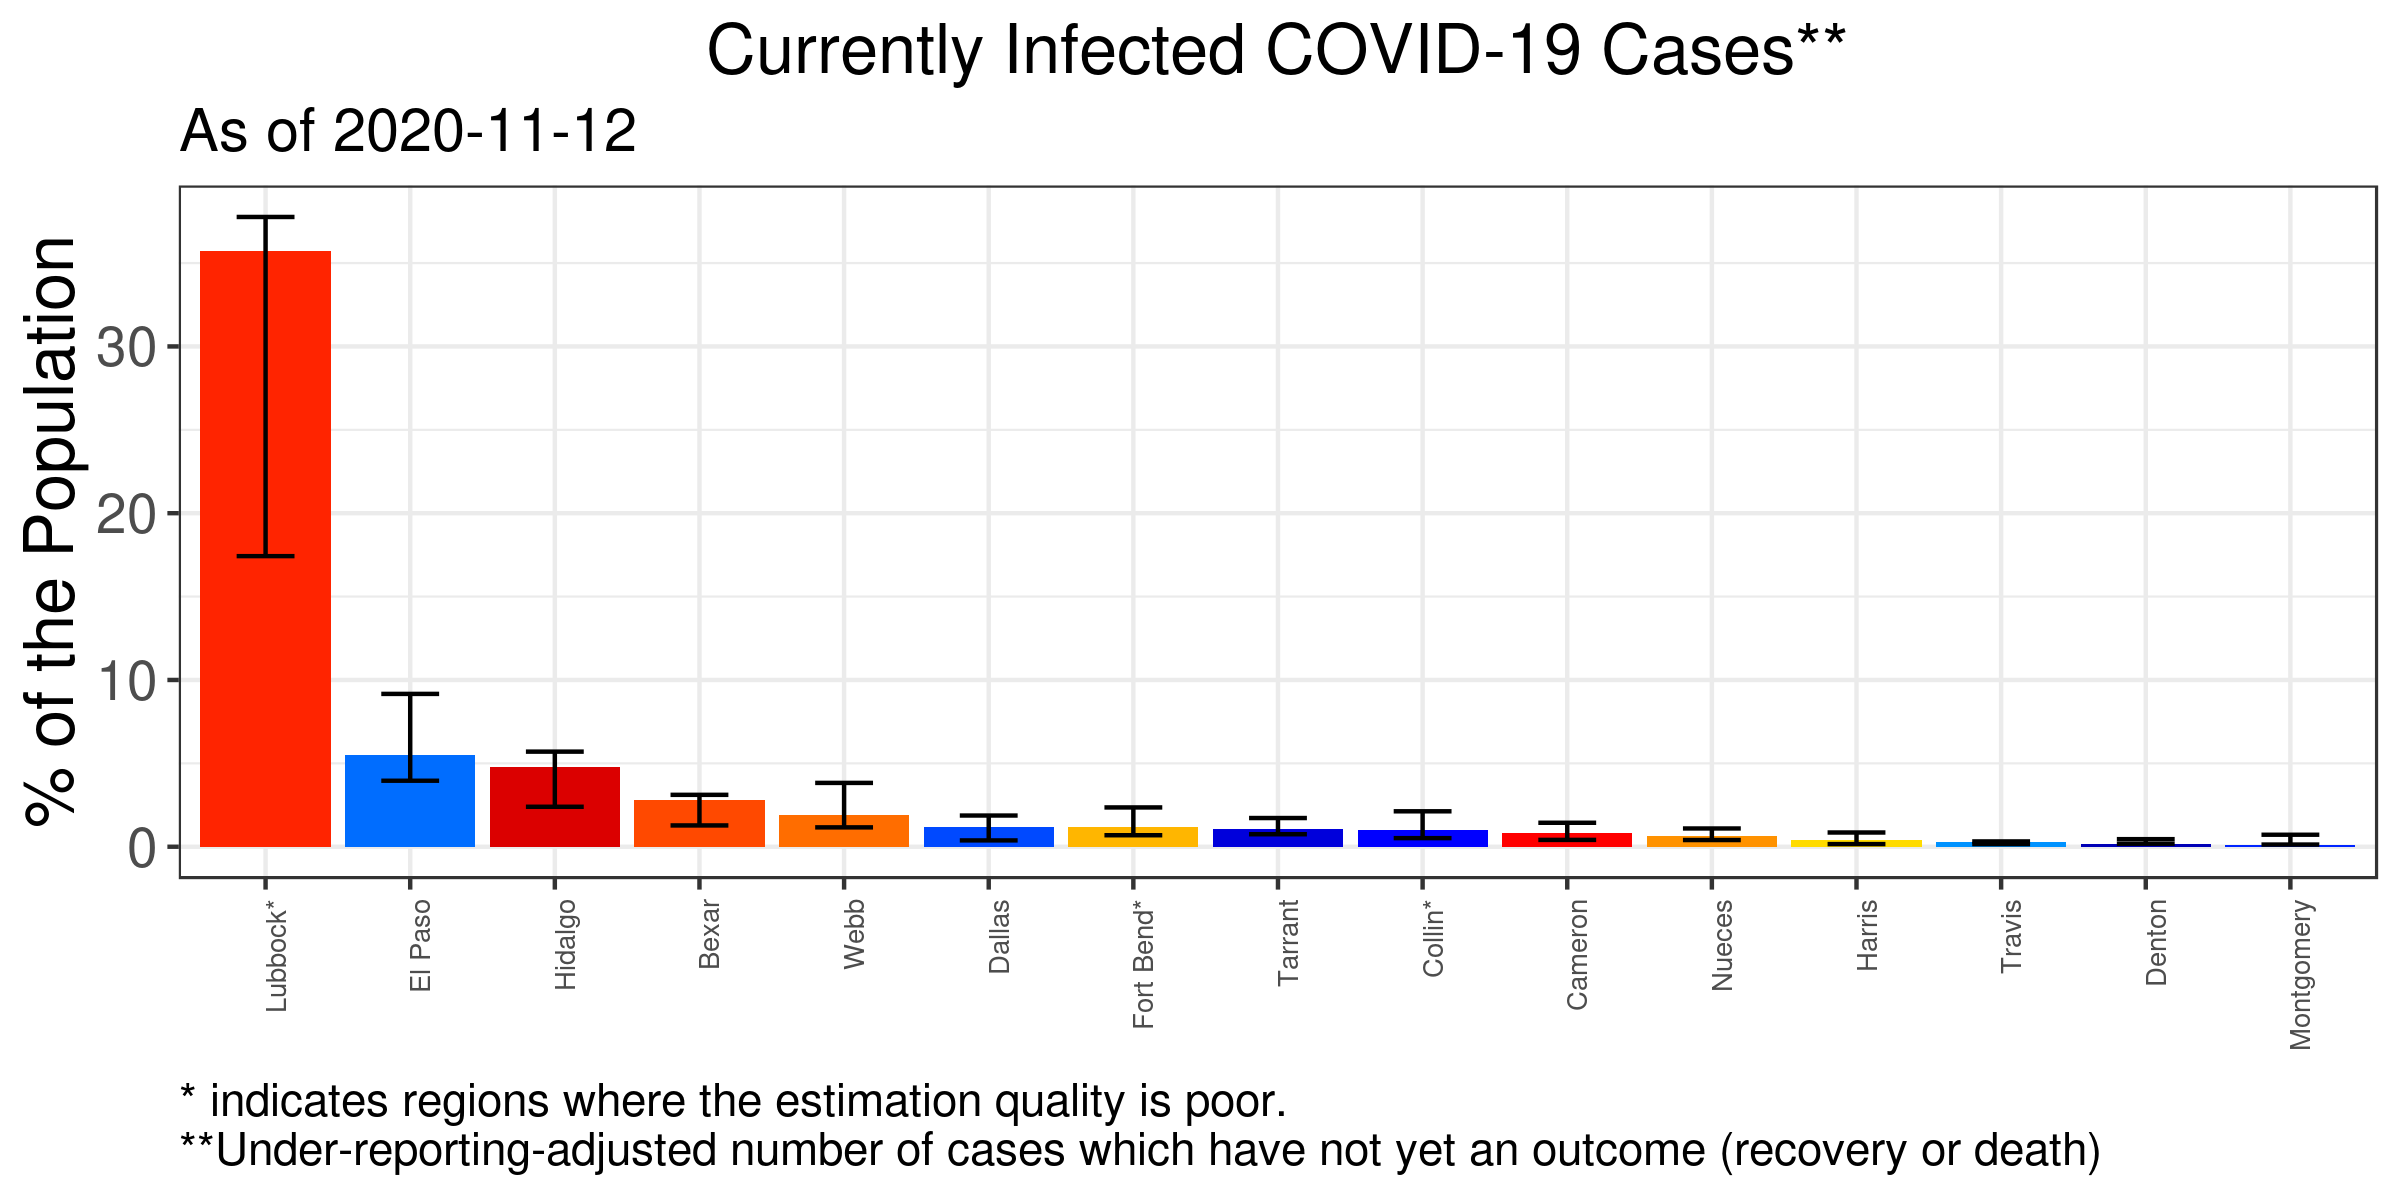 Currently Infected COVID-19 Cases**
As of 2020-11-12
% of the Population
30
20
10
0
Lubbock*
El Paso
Hidalgo
Bexar
Webb
Dallas
Fort Bend*
Tarrant
Collin*
Cameron
Nueces
Harris
Travis
Denton
Montgomery
* indicates regions where the estimation quality is poor.
**Under-reporting-adjusted number of cases which have not yet an outcome (recovery or death)